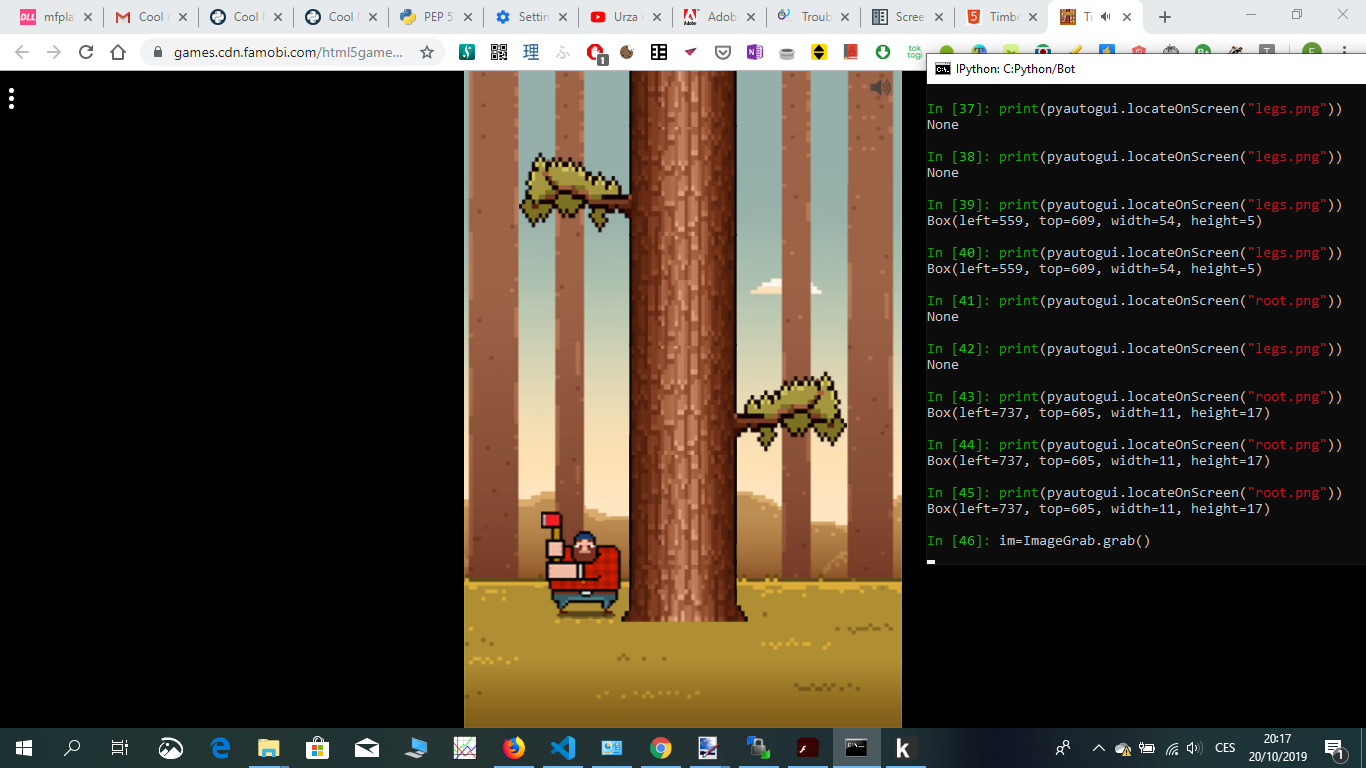 DLL mfpla
Cool r
Cool I
Cool I
PEP 5
Settin
Urza
Adob
Troub
Scree
5 Timb
Ti
games.cdn.famobi.com/html5game...
IPython: C:Python/Bot
In [37]: print(pyautogui.locateOnScreen("legs.png"))
None
In [38]: print(pyautogui.locateOnScreen("legs.png"))
None
In [39]: print(pyautogui.locateOnScreen("legs.png"))
Box(left=559, top=609, width=54, height=5)
In [40]: print(pyautogui.locateOnScreen("legs.png"))
Box(left=559, top=609, width=54, height=5)
In [41]: print(pyautogui.locateOnScreen("root.png"))
None
In [42]: print(pyautogui.locateOnScreen("legs.png"))
None
In [43]: print(pyautogui.locateOnScreen("root.png"))
Box(left=737, top=605, width=11, height=17)
In [44]: print(pyautogui.locateOnScreen("root.png"))
Box(left=737, top=605, width=11, height=17)
In [45]: print(pyautogui.locateOnScreen("root.png"))
Box(left=737, top=605, width=11, height=17)
In [46]: im=ImageGrab.grab()
CES
20:17
20/10/2019